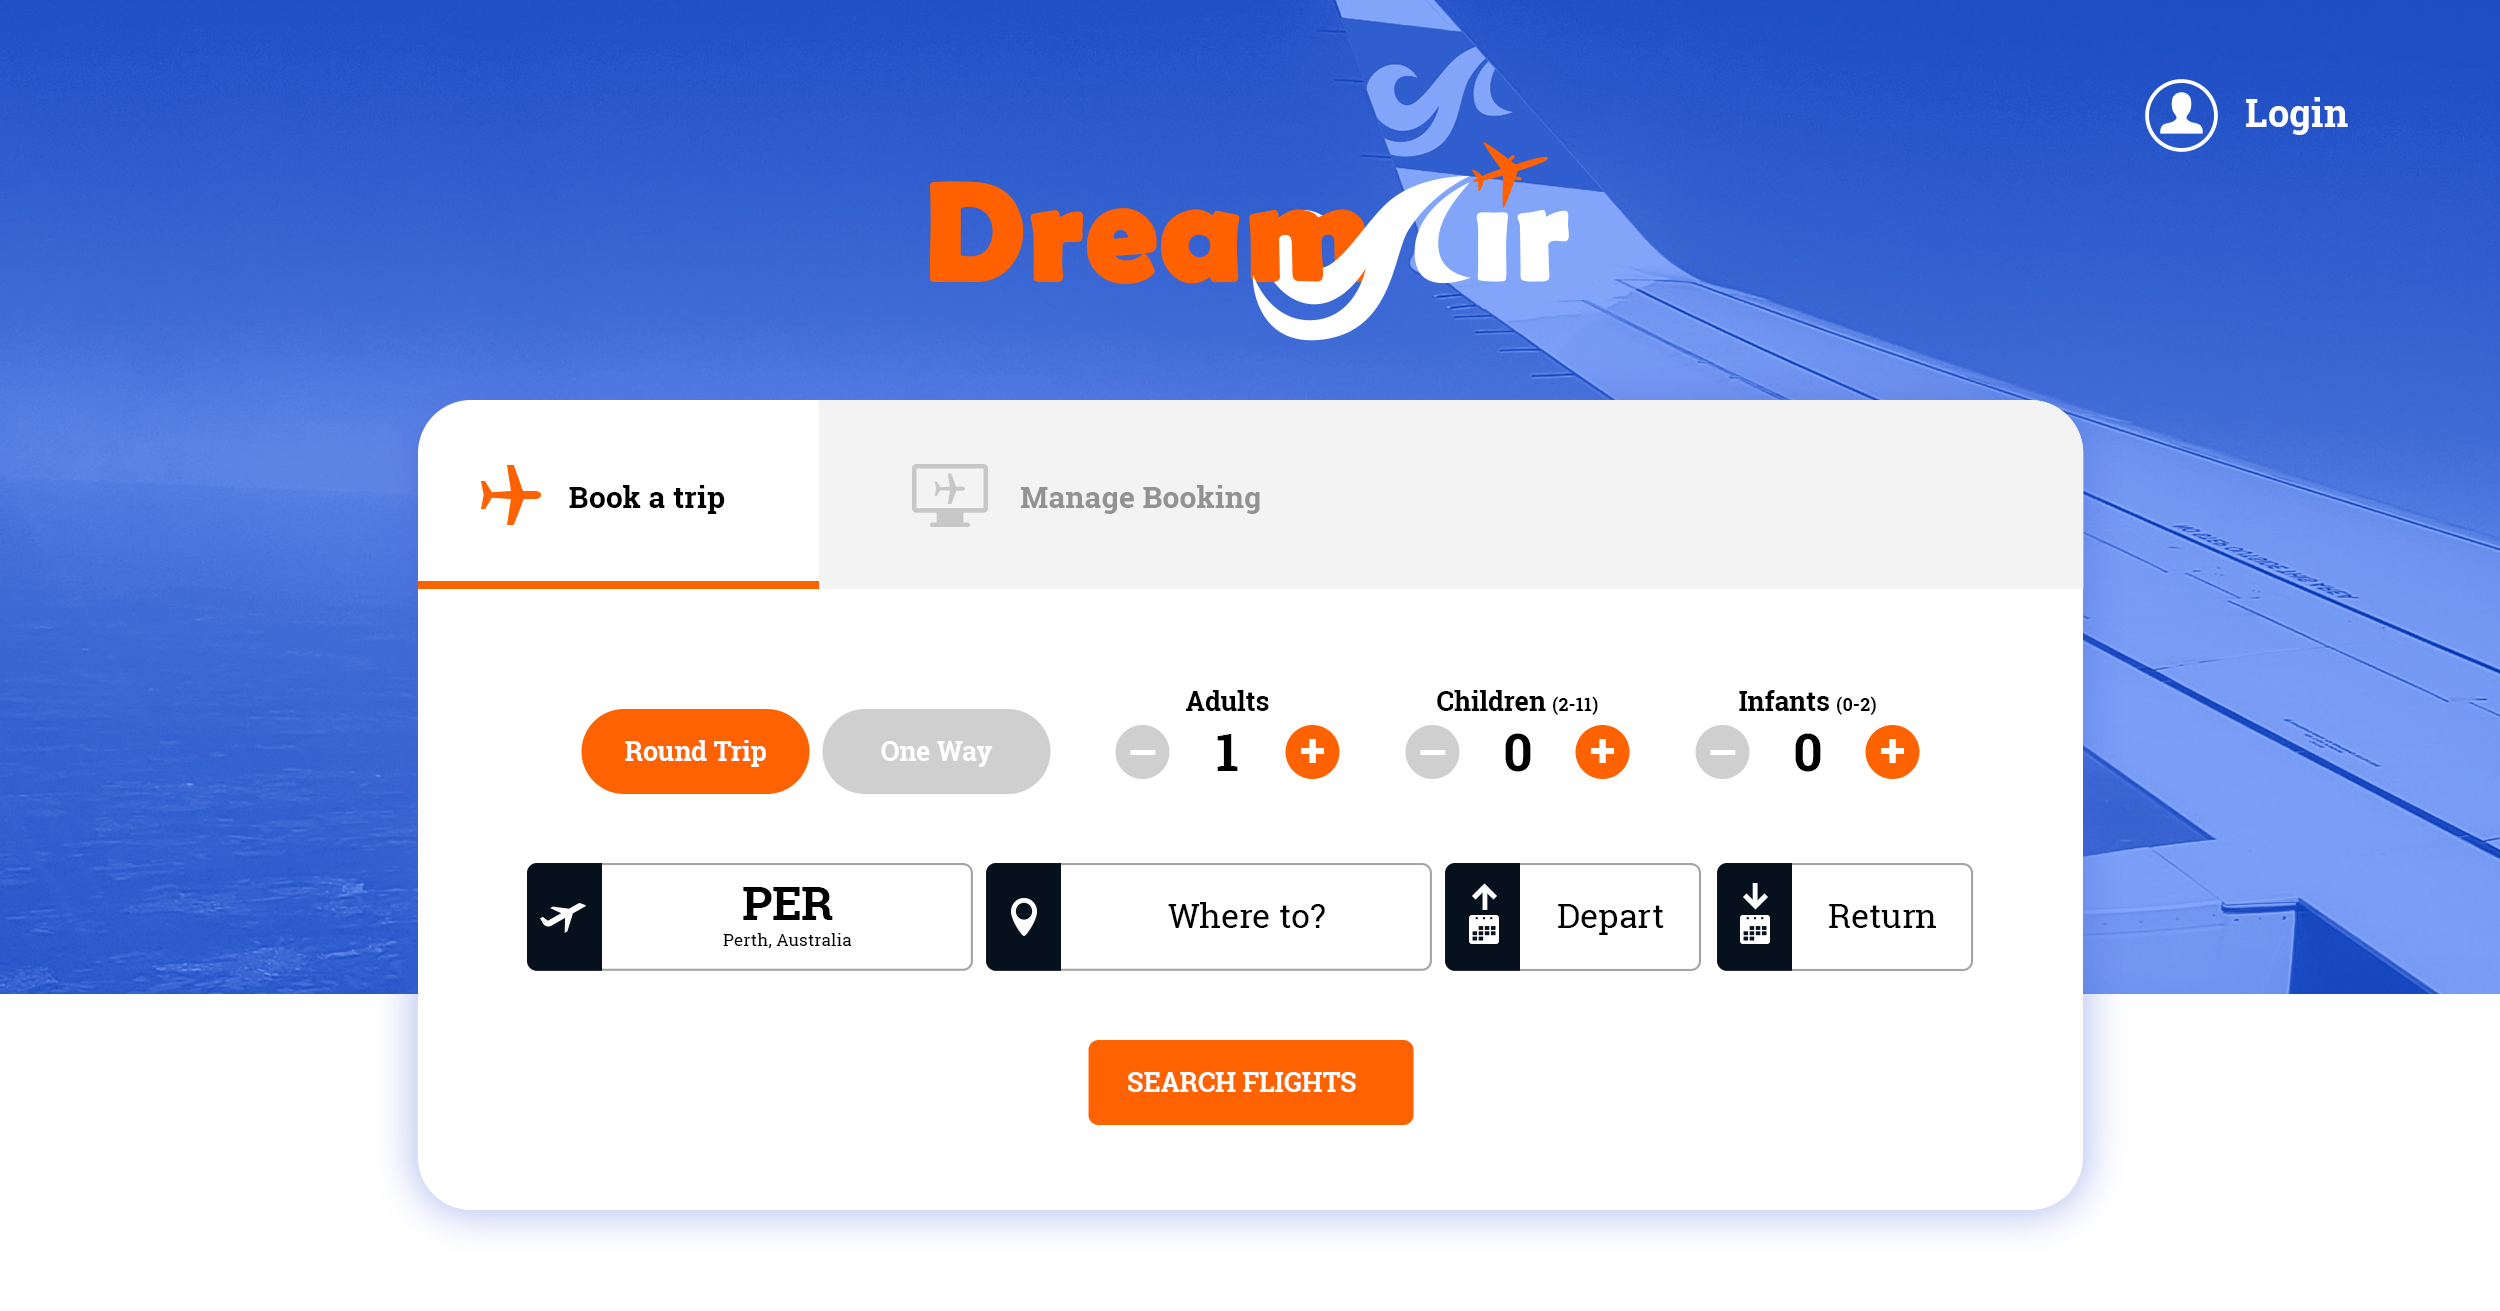 Login
DreamAir
Book a trip
Manage Booking
Adults
Children (2-11)
Infants (0-2)
Round Trip
One Way
1
0
0
PER
Perth, Australia
Where to?
Depart
Return
SEARCH FLIGHTS